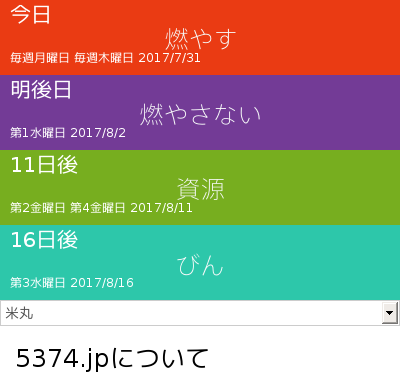 今日
燃やす
毎週月曜日 毎週木曜日 2017/7/31
明後日
燃やさない
第1水曜日 2017/8/2
11日後
資源
第2金曜日 第4金曜日 2017/8/11
16日後
びん
第3水曜日 2017/8/16
米丸
5374.jpについて